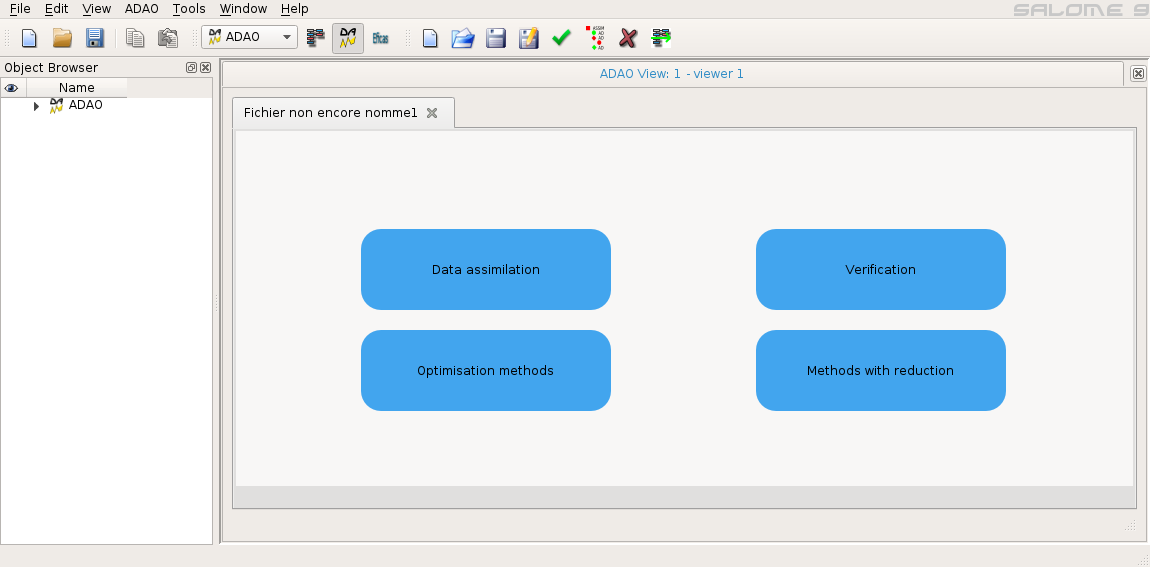 File Edit View ADAO Tools Window Help
SALOME 9
ADAO
Eficas
Object Browser
ADAO View: 1 - viewer 1
Name
ADAO
Fichier non encore nomme1
Data assimilation
Verification
Optimisation methods
Methods with reduction